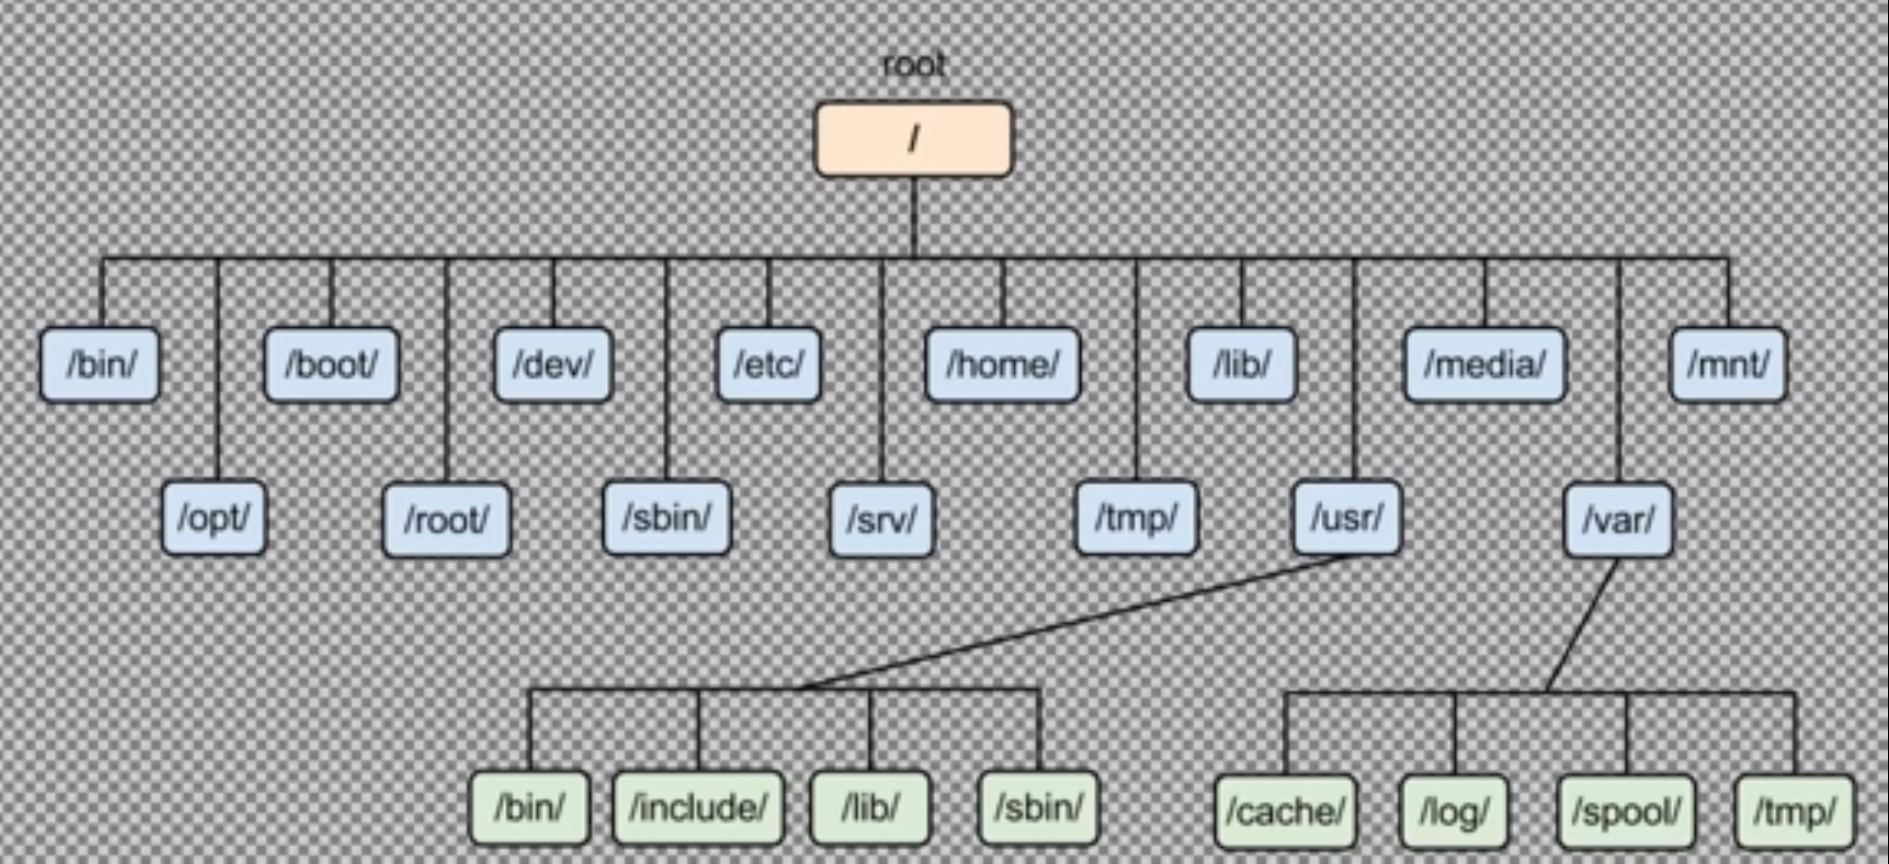 root
/
/bin/
/boot/
/dev/
/etc/
/home/
/lib/
/media/
/mnt/
/opt/
/root/
/sbin/
/srv/
/tmp/
/usr/
/var/
/bin/
/include/
/lib/
/sbin/
/cache/
/log/
/spool/
/tmp/